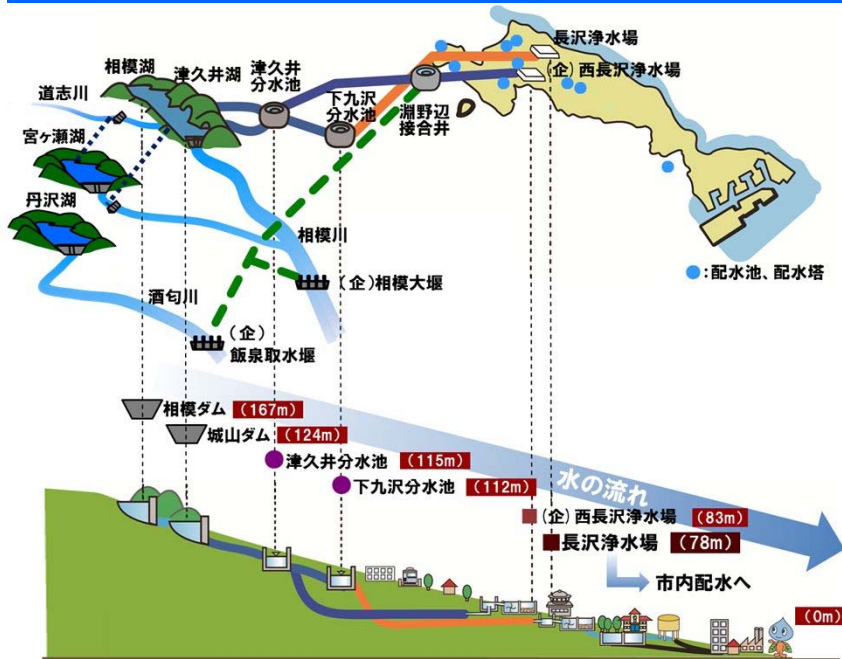 相模湖
津久井湖
道志川
宮ヶ瀬湖
丹沢湖
津久井
分水池
下九沢
分水池
淵野辺
接合井
長沢浄水場
(企)西長沢浄水場
相模川
(企)相模大堰
酒匂川
(企)
飯泉取水堰
●:配水池、配水塔
相模ダム (167m)
城山ダム (124m)
津久井分水池 (115m)
下九沢分水池 (112m)
水の流れ
(企)西長沢浄水場 (83m)
長沢浄水場 (78m)
市内配水へ
(0m)